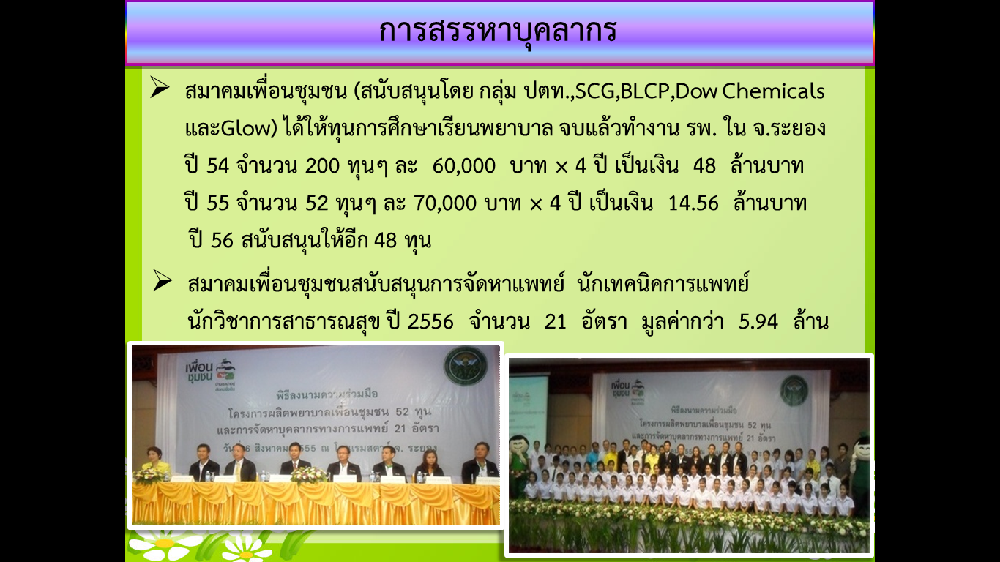 การสรรหาบุคลากร
สมาคมเพื่อนชุมชน (สนับสนุนโดย กลุ่ม ปตท.,SCG,BLCP,Dow Chemicals
และGlow) ได้ให้ทุนการศึกษาเรียนพยาบาล จบแล้วทำงาน รพ. ใน จ.ระยอง
ปี 54 จำนวน 200 ทุนๆ ละ 60,000 บาท × 4 ปี เป็นเงิน 48 ล้านบาท
ปี 55 จำนวน 52 ทุนๆ ละ 70,000 บาท × 4 ปี เป็นเงิน 14.56 ล้านบาท
ปี 56 สนับสนุนให้อีก 48 ทุน
สมาคมเพื่อนชุมชนสนับสนุนการจัดหาแพทย์ นักเทคนิคการแพทย์
นักวิชาการสาธารณสุข ปี 2556 จำนวน 21 อัตรา มูลค่ากว่า 5.94 ล้าน
เพื่อน
ชุมชน
พิธีลงนามความร่วมมือ
โครงการผลิตพยาบาลเพื่อนชุมชน 52 ทุน
และการจัดหาบุคลากรทางการแพทย์ 21 อัตรา
สิงหาคม 555 ณ จ. ระยอง
เพื่อน
ชุมชน
พิธีลงนามความร่วมมือ
โครงการผลิตพยาบาลเพื่อนชุมชน 52 ทุน
และการจัดหาบุคลากรทางการแพทย์ 21 อัตรา